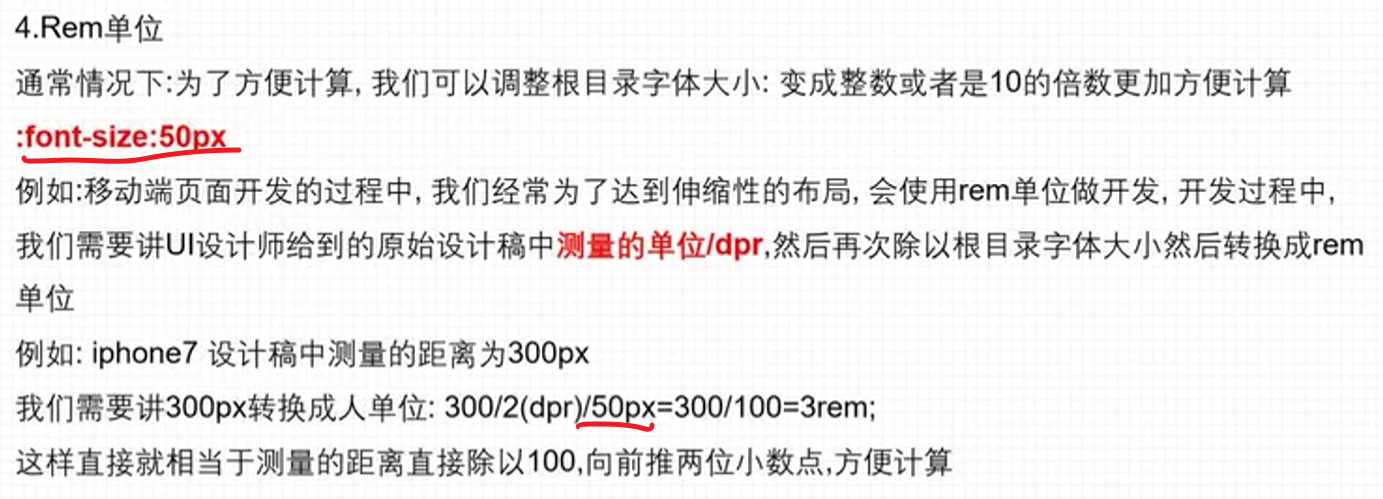 4.Rem单位
通常情况下:为了方便计算, 我们可以调整根目录字体大小: 变成整数或者是10的倍数更加方便计算
:font-size:50px
例如:移动端页面开发的过程中, 我们经常为了达到伸缩性的布局, 会使用rem单位做开发, 开发过程中,
我们需要讲UI设计师给到的原始设计稿中测量的单位/dpr,然后再次除以根目录字体大小然后转换成rem
单位
例如: iphone7 设计稿中测量的距离为300px
我们需要讲300px转换成人单位: 300/2(dpr)/50px=300/100=3rem;
这样直接就相当于测量的距离直接除以100,向前推两位小数点,方便计算